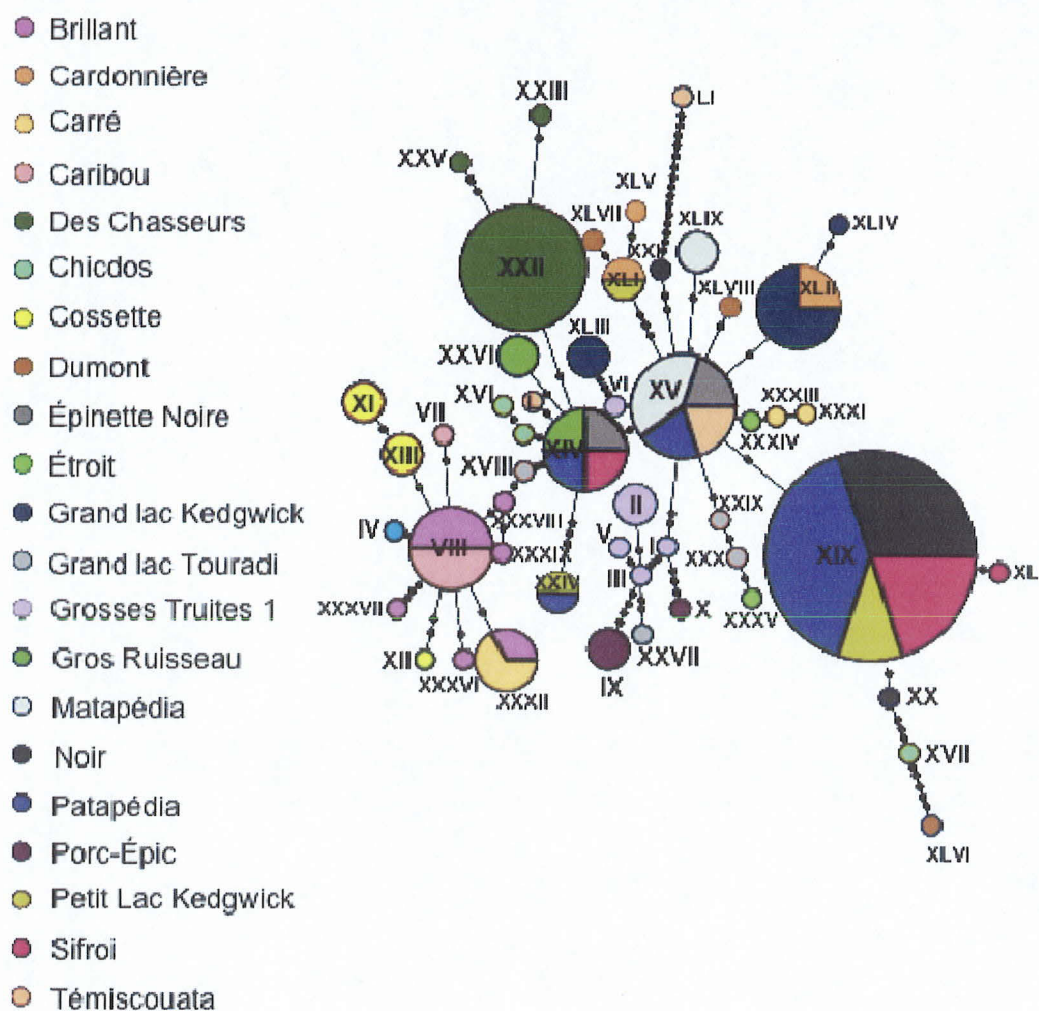 Brillant
Cardonnière
Carré
Caribou
Des Chasseurs
Chicdos
Cossette
Dumont
Épinette Noire
Étroit
Grand lac Kedgwick
Grand lac Touradi
Grosses Truites 1
Gros Ruisseau
Matapédia
Noir
Patapédia
Porc-Épic
Petit Lac Kedgwick
Sifroi
Témiscouata
XXIII
LI
XXV
XLV
XLVII
XLIX
XLIV
XXII
XLI
XLII
XLVIII
XLIII
XXVI
VI
XV
XVI
XXXIII
XXXI
XI
VII
XXXIV
XIII
XIV
XVIII
II
XXIX
XXXVIII
IV
VIII
V
I
XIX
XXXIX
XXX
III
XXIV
XL
XXXVII
X
XXXV
XII
XXVII
XXXVI
IX
XXXII
XX
XVII
XLVI